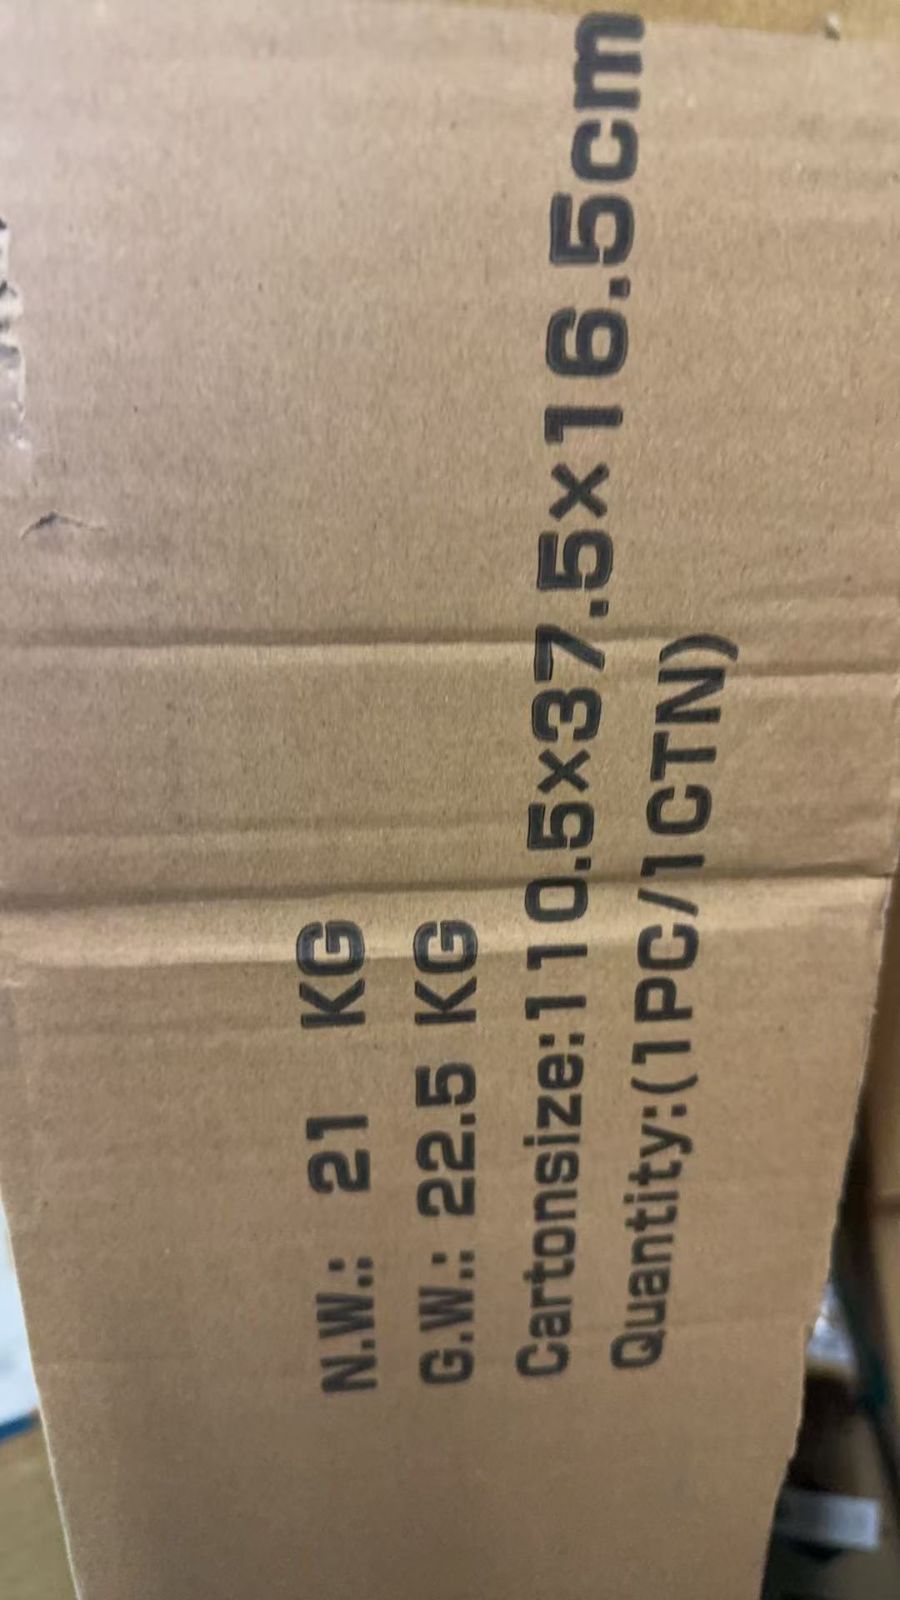 N.W.: 21 KG
G.W.: 22.5 KG
Cartonsize:110.5×37.5×16.5cm
Quantity:(1PC/1CTN)